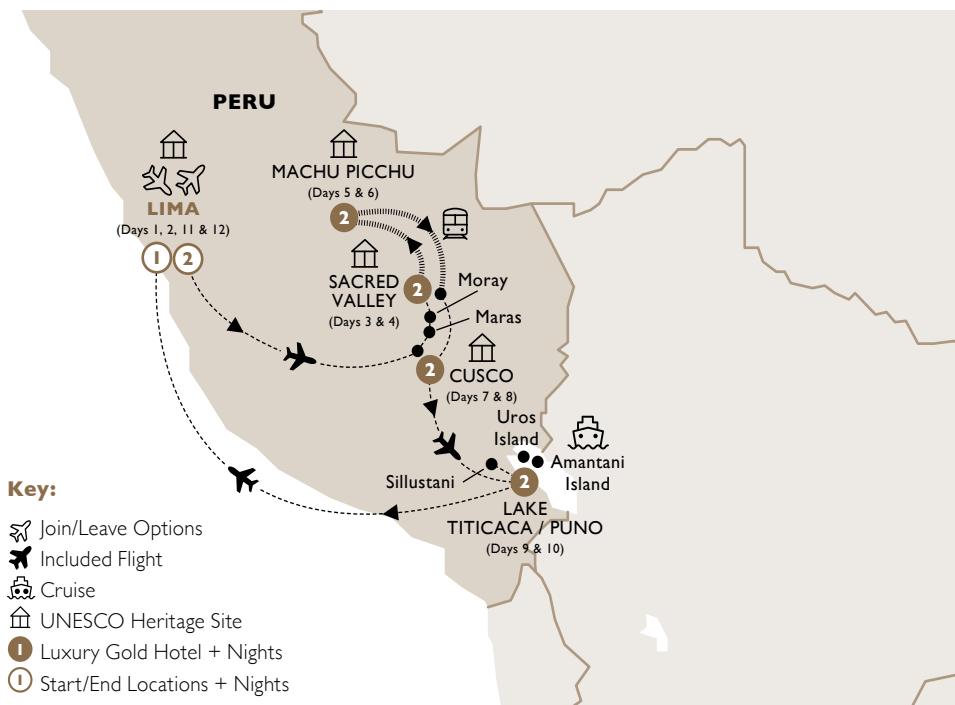 PERU
MACHU PICCHU
(Days 5 & 6)
2
LIMA
(Days 1, 2, 11 & 12)
1
2
SACRED
VALLEY
(Days 3 & 4)
2
Moray
Maras
2
CUSCO
(Days 7 & 8)
Uros
Island
Amantani
Island
Sillustani
2
LAKE
TITICACA / PUNO
(Days 9 & 10)
Key:
Join/Leave Options
Included Flight
Cruise
UNESCO Heritage Site
1 Luxury Gold Hotel + Nights
1 Start/End Locations + Nights